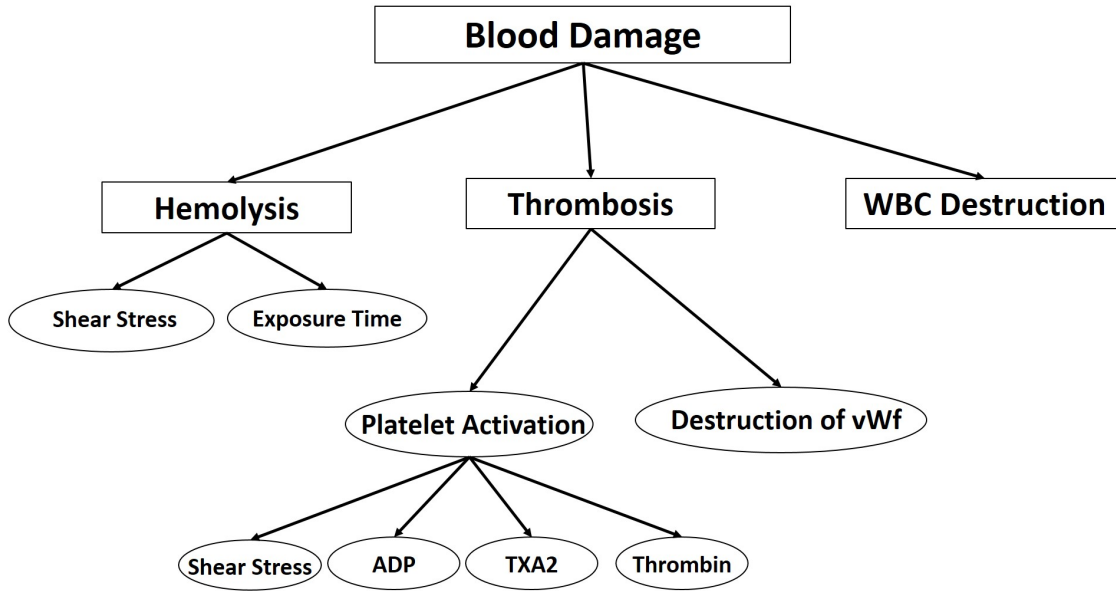 Blood Damage
Hemolysis
Thrombosis
WBC Destruction
Shear Stress
Exposure Time
Platelet Activation
Destruction of vWf
Shear Stress
ADP
TXA2
Thrombin